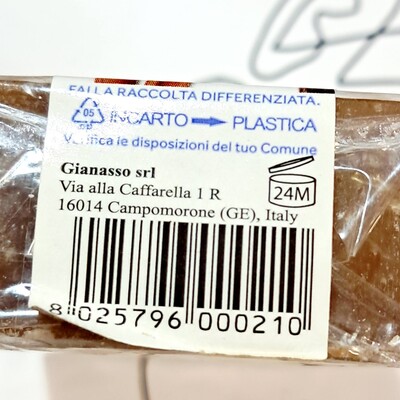 FAI LA RACCOLTA DIFFERENZIATA.
05
INCARTO PLASTICA
Verifica le disposizioni del tuo Comune
Gianasso srl
Via alla Caffarella 1 R
16014 Campomorone (GE), Italy
24M
8 025796 000210